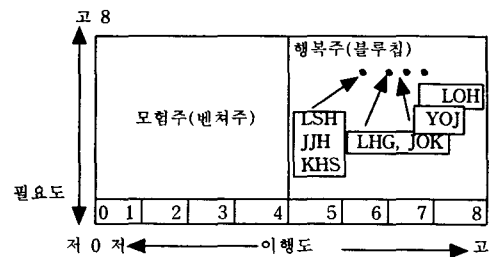 고 8
행복주(블루칩)
LOH
모험주(벤쳐주)
LSH
YOJ
JJH
LHG, JOK
KHS
필요도
0 1 2 3 4 5 6 7 8
저 0 저 이행도 고